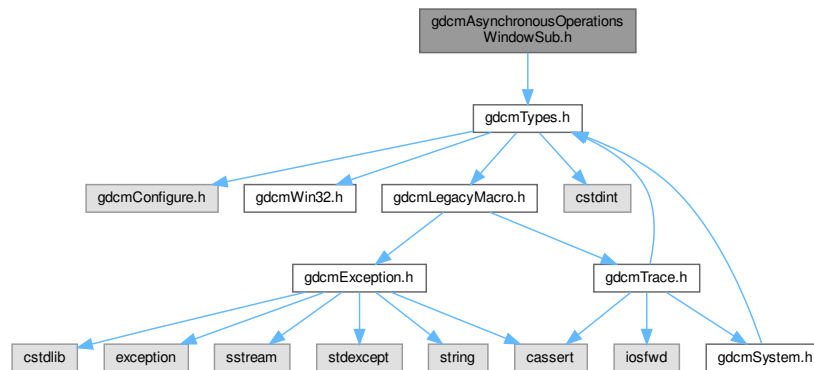 gdcmAsynchronousOperations
WindowSub.h
gdcmTypes.h
gdcmConfigure.h
gdcmWin32.h
gdcmLegacyMacro.h
cstdint
gdcmException.h
gdcmTrace.h
cstdlib
exception
sstream
stdexcept
string
cassert
iosfwd
gdcmSystem.h